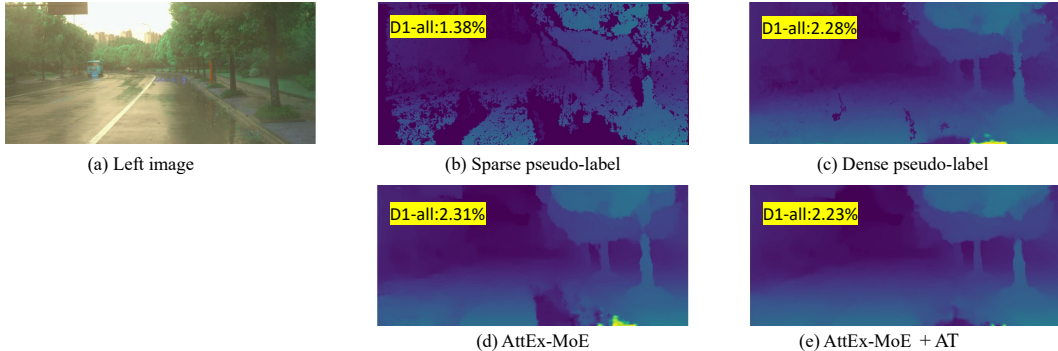 D1-all:1.38%
D1-all:2.28%
(a) Left image
(b) Sparse pseudo-label
(c) Dense pseudo-label
D1-all:2.31%
D1-all:2.23%
(d) AttEx-MoE
(e) AttEx-MoE + AT